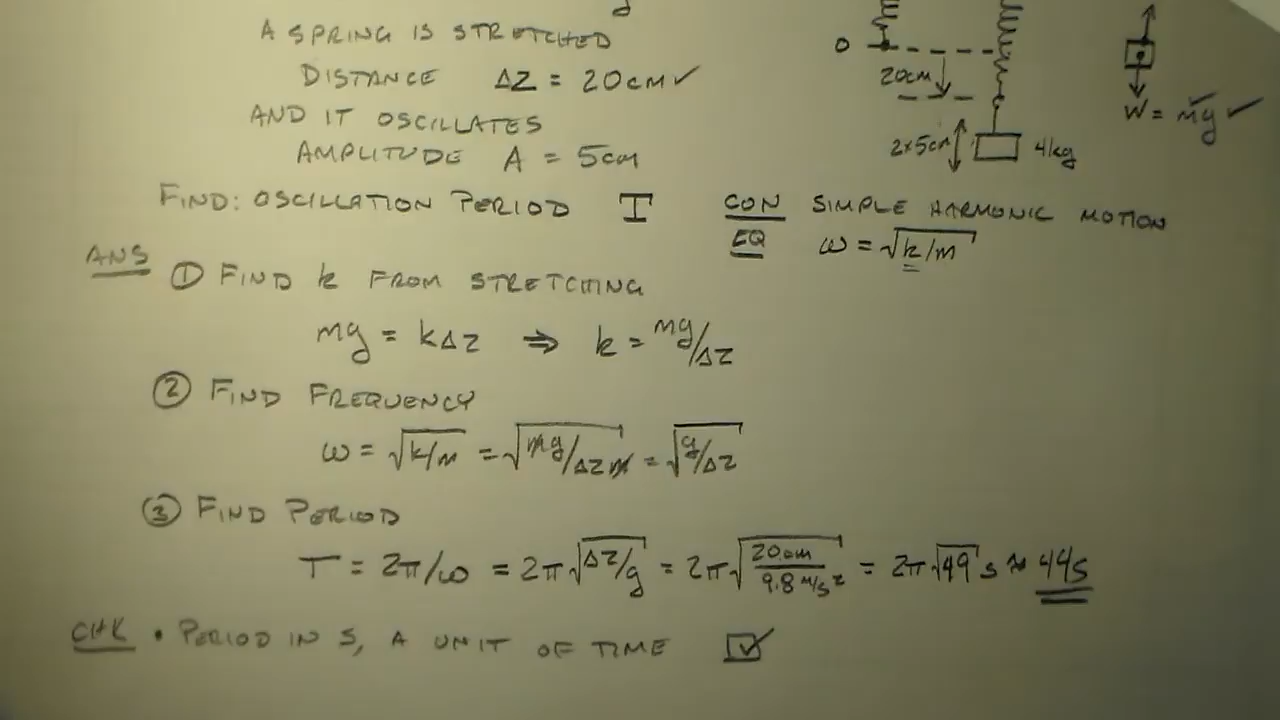 A SPRING IS STRETCHED
DISTANCE ΔZ = 20cm ✓
AND IT OSCILLATES
AMPLITUDE A = 5cm
FIND: OSCILLATION PERIOD T
0
20cm
2×5cm
4kg
W = mg ✓
CON SIMPLE HARMONIC MOTION
EQ ω = √k/m
ANS
① FIND k FROM STRETCHING
mg = kΔZ ⇒ k = mg/ΔZ
② FIND FREQUENCY
ω = √k/m = √mg/ΔZm = √g/ΔZ
③ FIND PERIOD
T = 2π/ω = 2π√ΔZ/g = 2π√20cm/9.8 m/s² = 2π√49 s ≈ 44s
CHK • PERIOD IN S, A UNIT OF TIME ☑